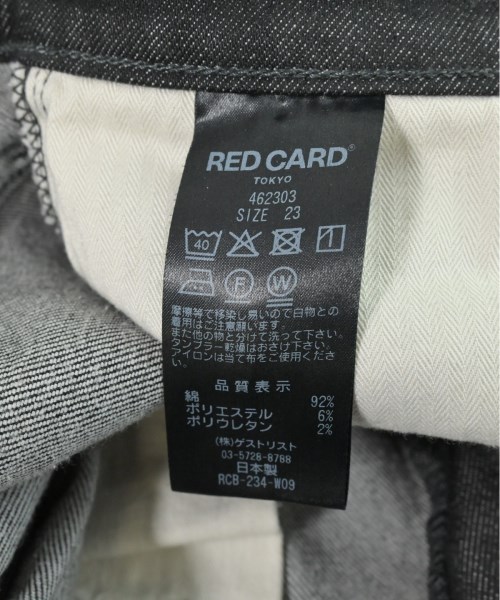 RED CARD®
TOKYO
462303
SIZE 23
40
F W
摩擦等で移染し易いので白物との
着用はご注意願います。
また他の物と分けて洗って下さい。
タンブラー乾燥はお避け下さい。
アイロンは当て布をご使用くださ
い。
品質表示
綿 92%
ポリエステル 6%
ポリウレタン 2%
(株)ゲストリスト
03-5728-8788
日本製
RCB-234-W09